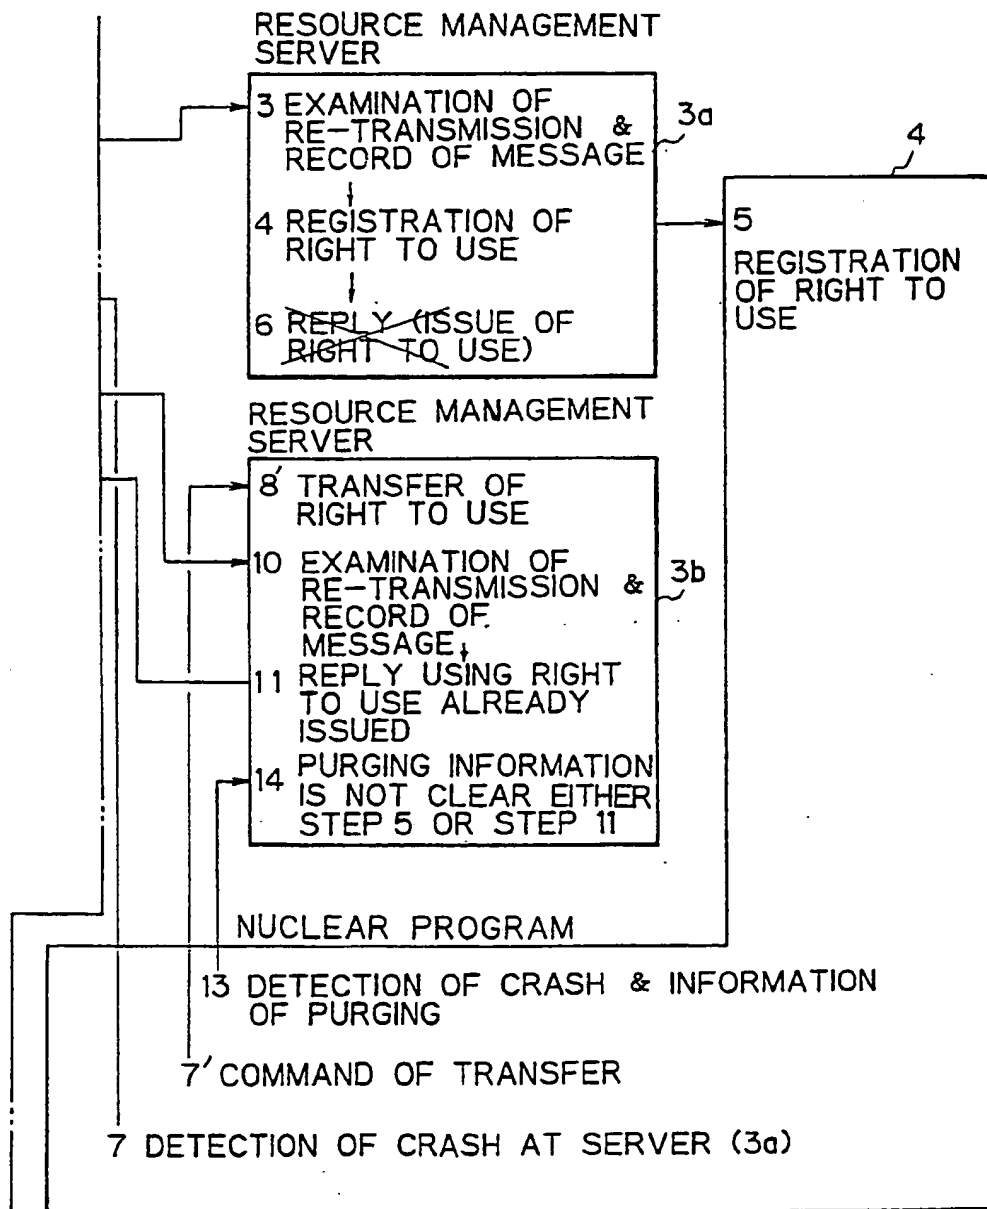 RESOURCE MANAGEMENT
SERVER
3 EXAMINATION OF
RE-TRANSMISSION &
RECORD OF MESSAGE
3a
4 REGISTRATION OF
RIGHT TO USE
6 REPLY (ISSUE OF
RIGHT TO USE)
4
5
REGISTRATION
OF RIGHT TO
USE
RESOURCE MANAGEMENT
SERVER
8' TRANSFER OF
RIGHT TO USE
10 EXAMINATION OF
RE-TRANSMISSION &
RECORD OF
MESSAGE
3b
11 REPLY USING RIGHT
TO USE ALREADY
ISSUED
14 PURGING INFORMATION
IS NOT CLEAR EITHER
STEP 5 OR STEP 11
NUCLEAR PROGRAM
13 DETECTION OF CRASH & INFORMATION
OF PURGING
7' COMMAND OF TRANSFER
7 DETECTION OF CRASH AT SERVER (3a)